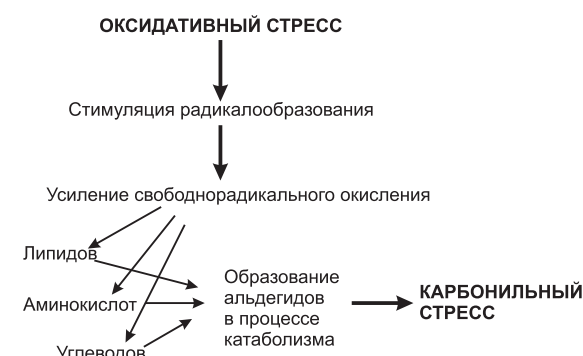 ОКСИДАТИВНЫЙ СТРЕСС
Стимуляция радикалообразования
Усиление свободнорадикального окисления
Липидов
Аминокислот
Углеводов
Образование
альдегидов
в процессе
катаболизма
КАРБОНИЛЬНЫЙ
СТРЕСС